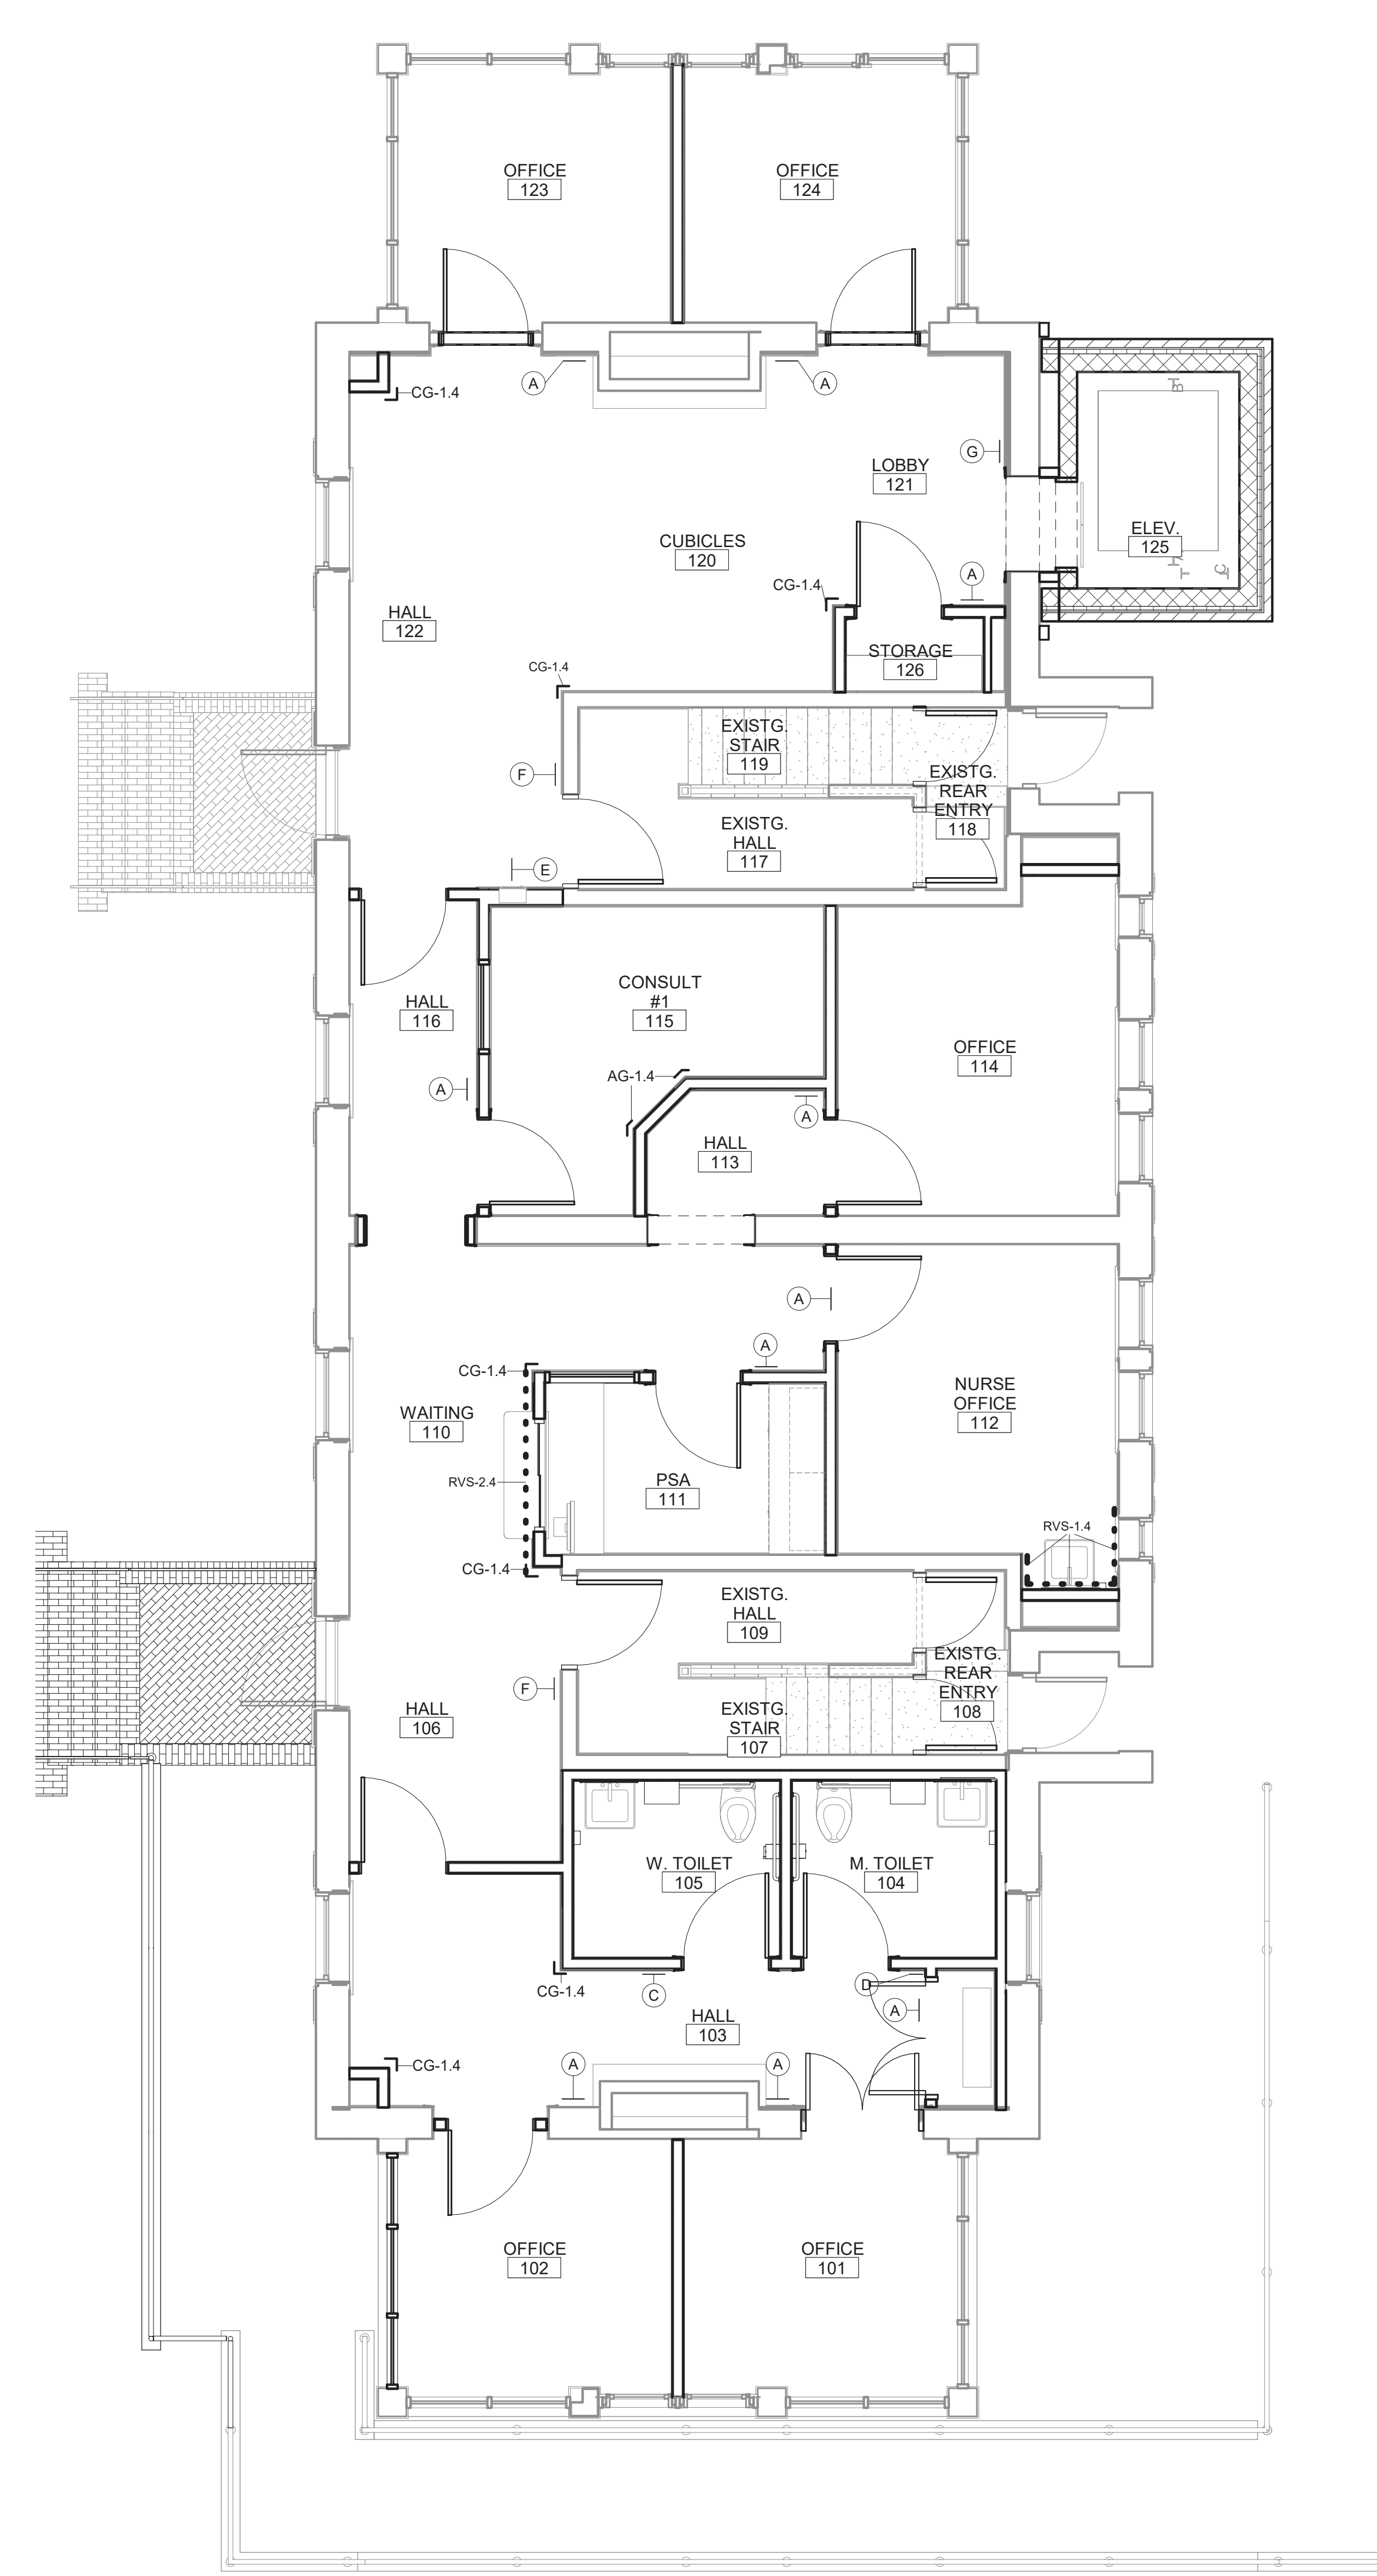 OFFICE
123
OFFICE
124
A
A
CG-1.4
G
LOBBY
121
B
ELEV.
125
C
CUBICLES
120
A
CG-1.4
HALL
122
STORAGE
126
CG-1.4
EXISTG.
STAIR
119
F
EXISTG.
REAR
ENTRY
118
EXISTG.
HALL
117
E
CONSULT
#1
115
HALL
116
OFFICE
114
AG-1.4
A
A
HALL
113
A
A
CG-1.4
NURSE
OFFICE
112
WAITING
110
RVS-2.4
PSA
111
RVS-1.4
CG-1.4
EXISTG.
HALL
109
EXISTG.
REAR
ENTRY
108
F
HALL
106
EXISTG.
STAIR
107
W. TOILET
105
M. TOILET
104
CG-1.4
C
D
A
HALL
103
CG-1.4
A
A
OFFICE
102
OFFICE
101